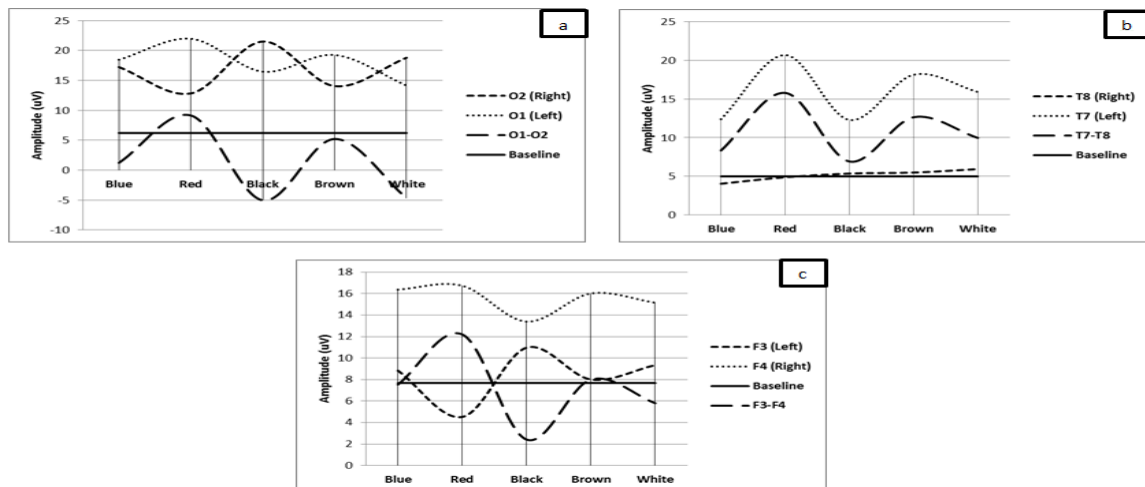 a
25
20
15
10
5
0
-5
-10
Amplitude (uV)
Blue Red Black Brown White
O2 (Right)
O1 (Left)
O1-O2
Baseline
b
25
20
15
10
5
0
Amplitude (uV)
Blue Red Black Brown White
T8 (Right)
T7 (Left)
T7-T8
Baseline
c
18
16
14
12
10
8
6
4
2
0
Amplitude (uV)
Blue Red Black Brown White
F3 (Left)
F4 (Right)
Baseline
F3-F4